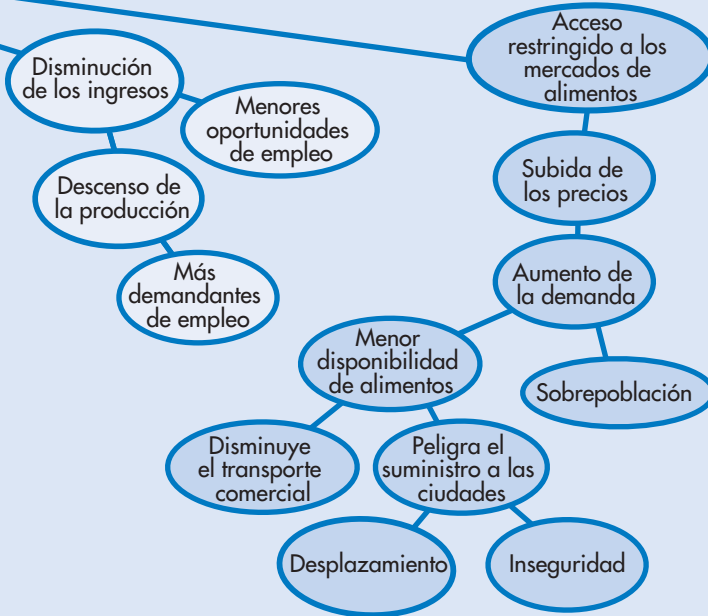 Acceso
restringido a los
mercados de
alimentos
Disminución
de los ingresos
Menores
oportunidades
de empleo
Subida de
los precios
Descenso de
la producción
Más
demandantes
de empleo
Aumento de
la demanda
Menor
disponibilidad
de alimentos
Sobrepoblación
Disminuye
el transporte
comercial
Peligra el
suministro a las
ciudades
Desplazamiento
Inseguridad